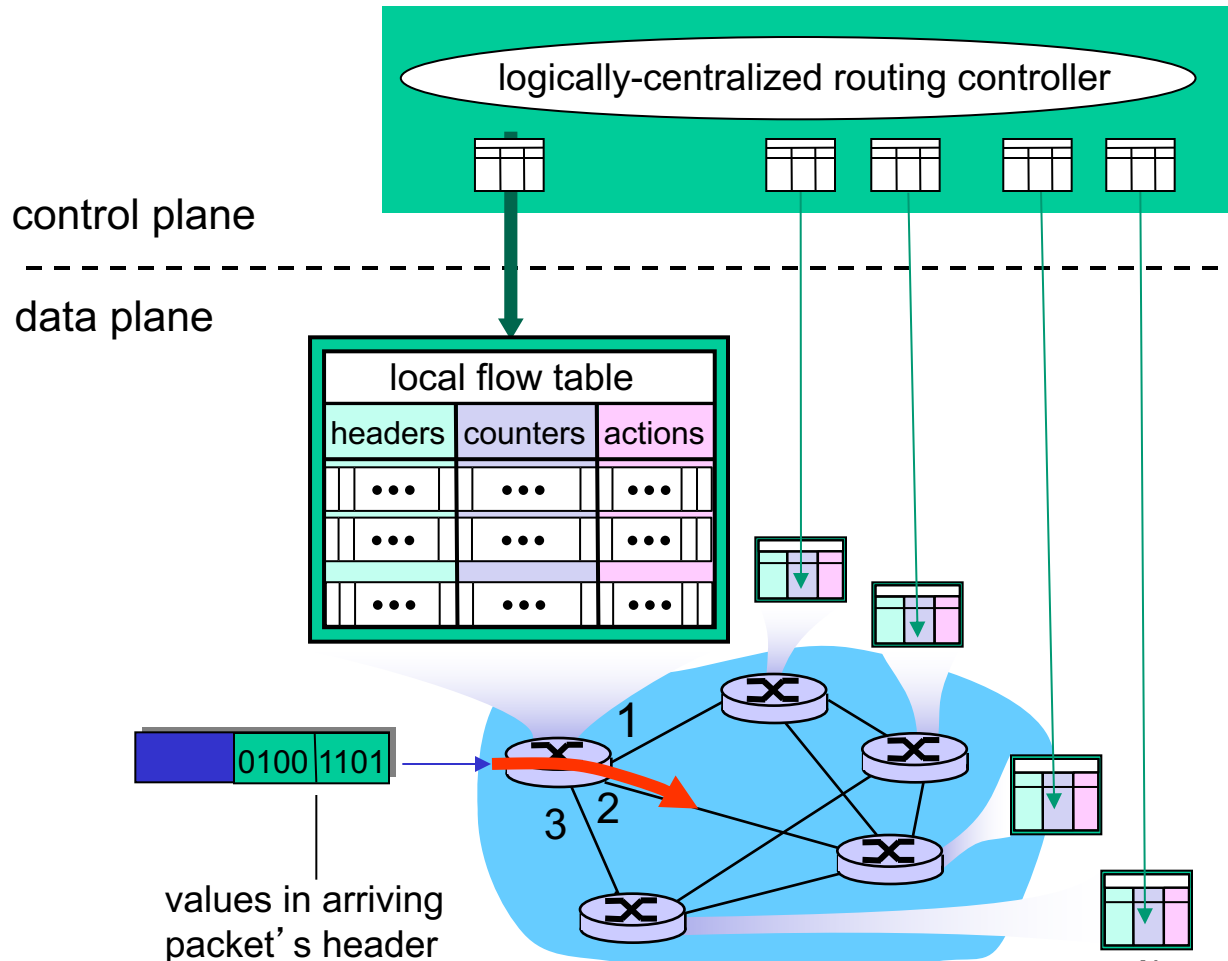 logically-centralized routing controller
control plane
data plane
local flow table
headers counters actions
1
0100 1101
2
3
values in arriving
packet’s header